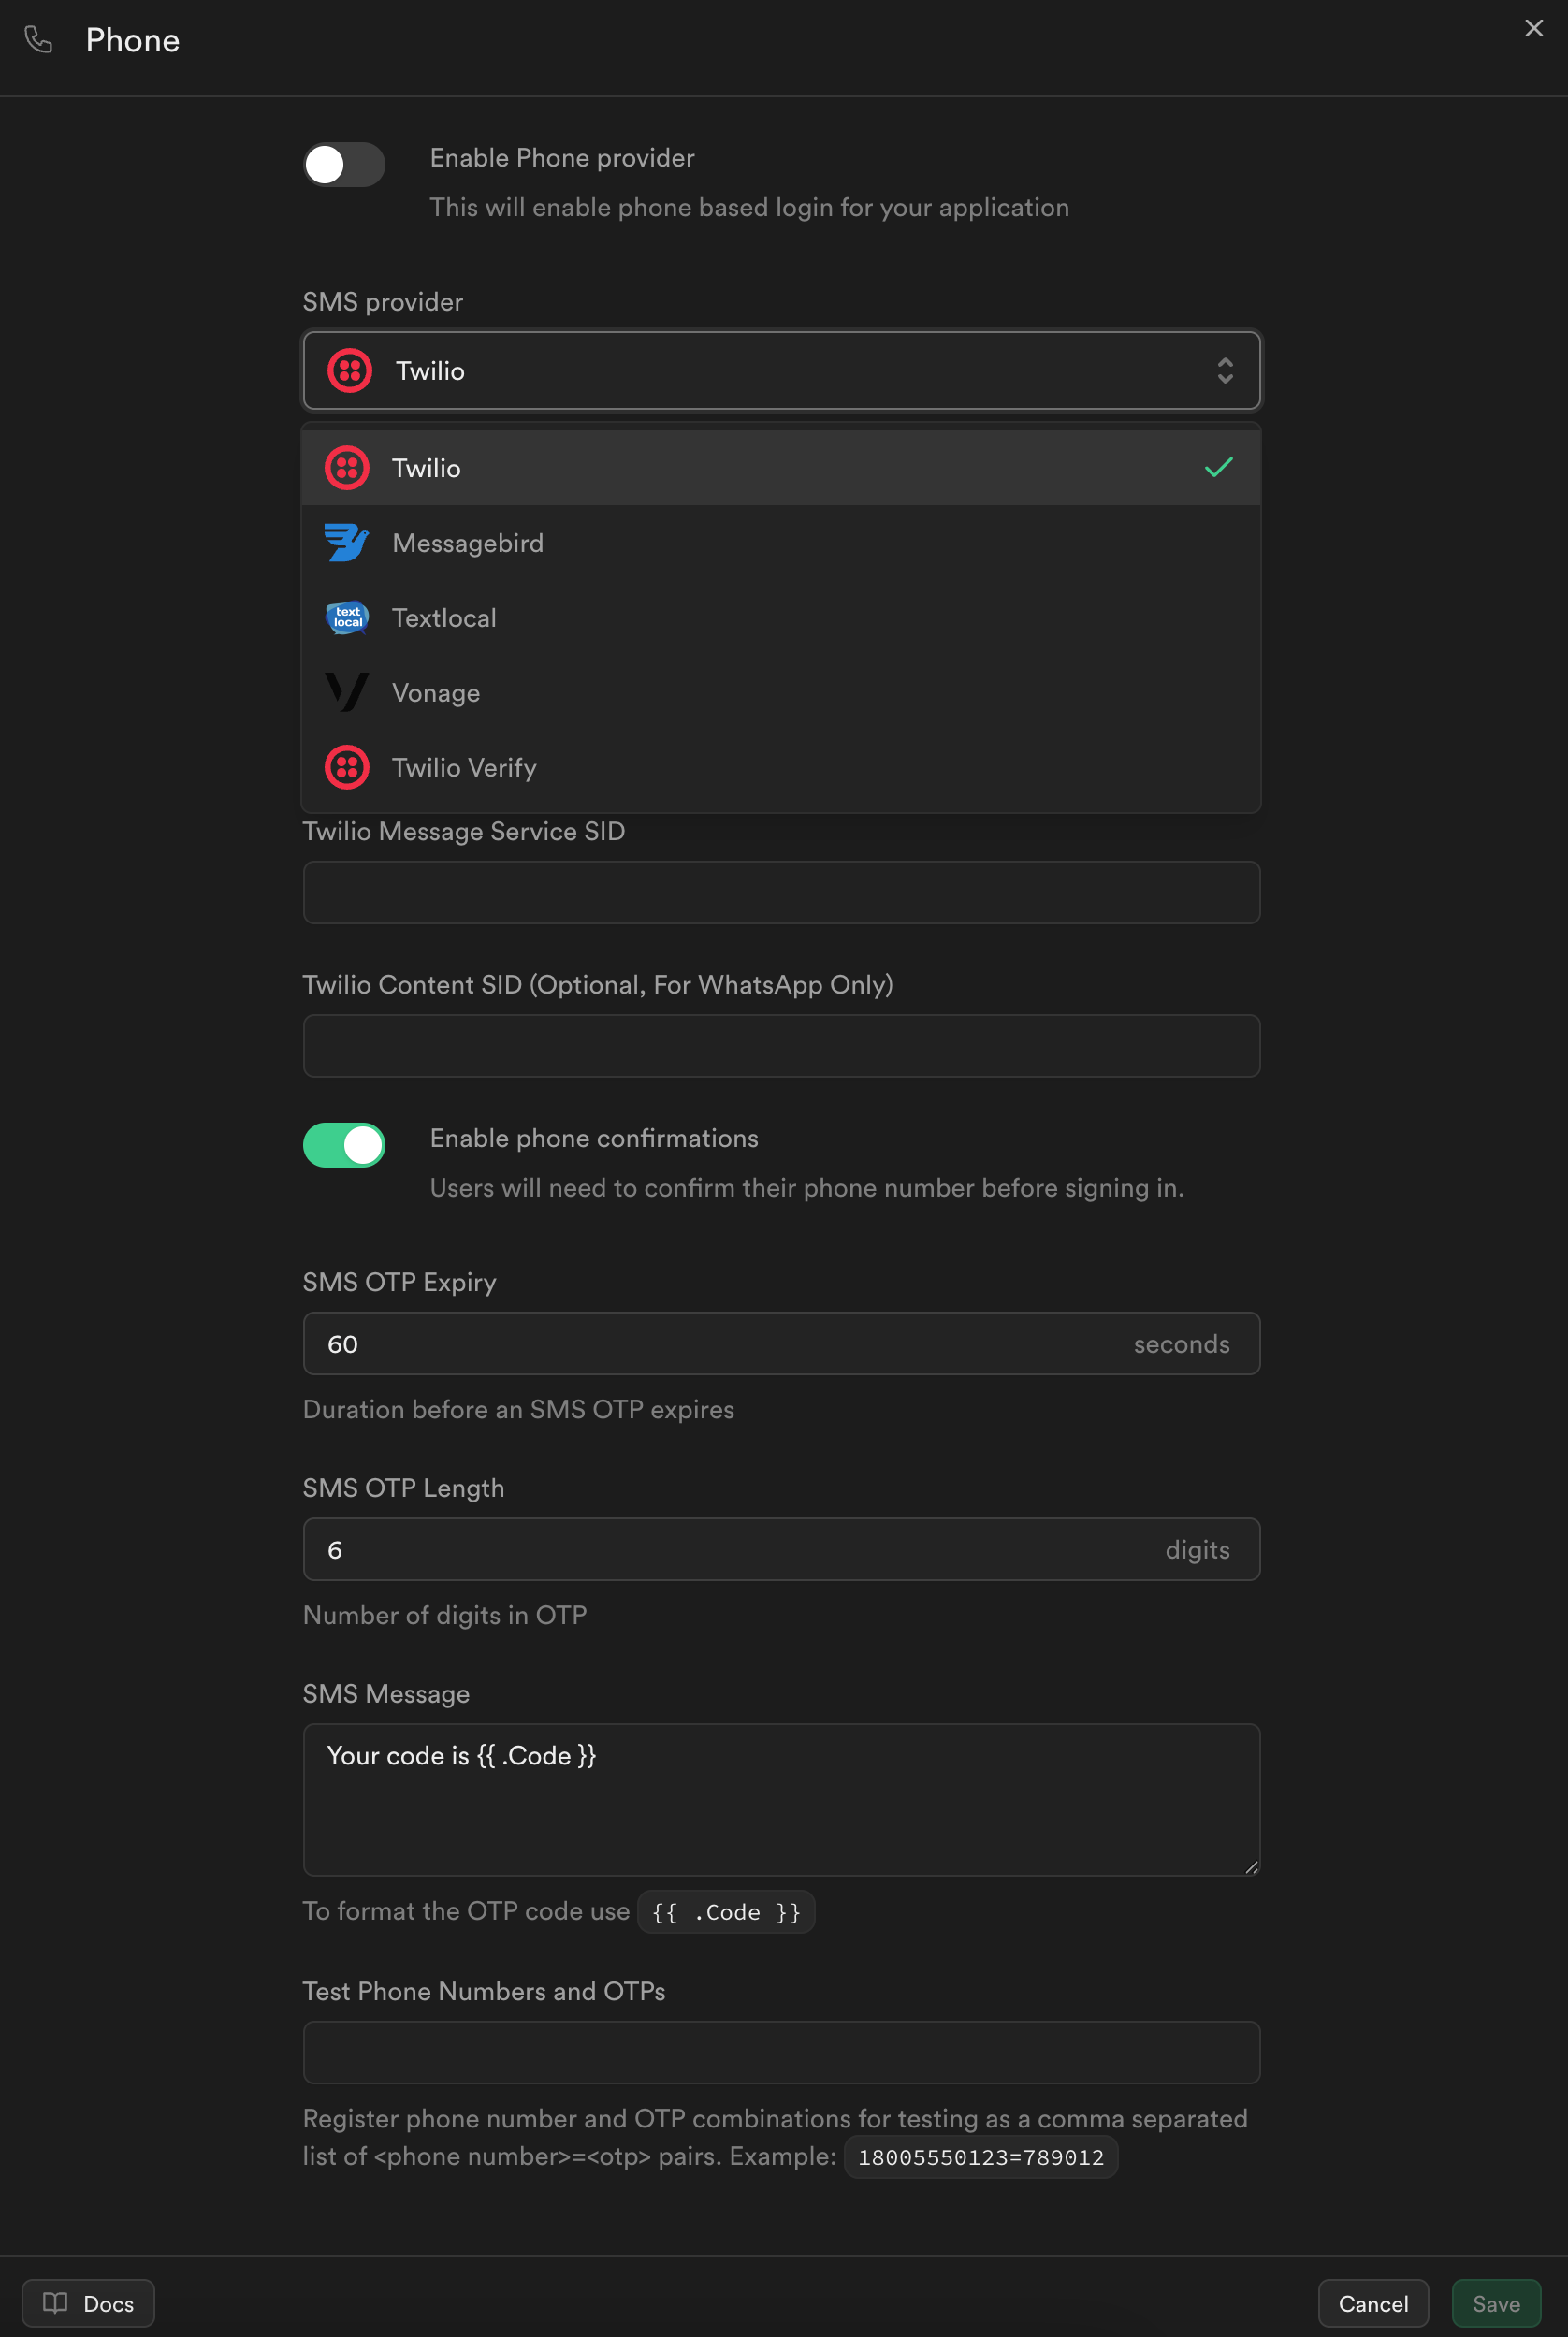 Phone
Enable Phone provider
This will enable phone based login for your application
SMS provider
Twilio
Twilio
Messagebird
text
local
Textlocal
Vonage
Twilio Verify
Twilio Message Service SID
Twilio Content SID (Optional, For WhatsApp Only)
Enable phone confirmations
Users will need to confirm their phone number before signing in.
SMS OTP Expiry
60 seconds
Duration before an SMS OTP expires
SMS OTP Length
6 digits
Number of digits in OTP
SMS Message
Your code is {{ .Code }}
To format the OTP code use {{ .Code }}
Test Phone Numbers and OTPs
Register phone number and OTP combinations for testing as a comma separated
list of <phone number>=<otp> pairs. Example: 18005550123=789012
Docs
Cancel
Save